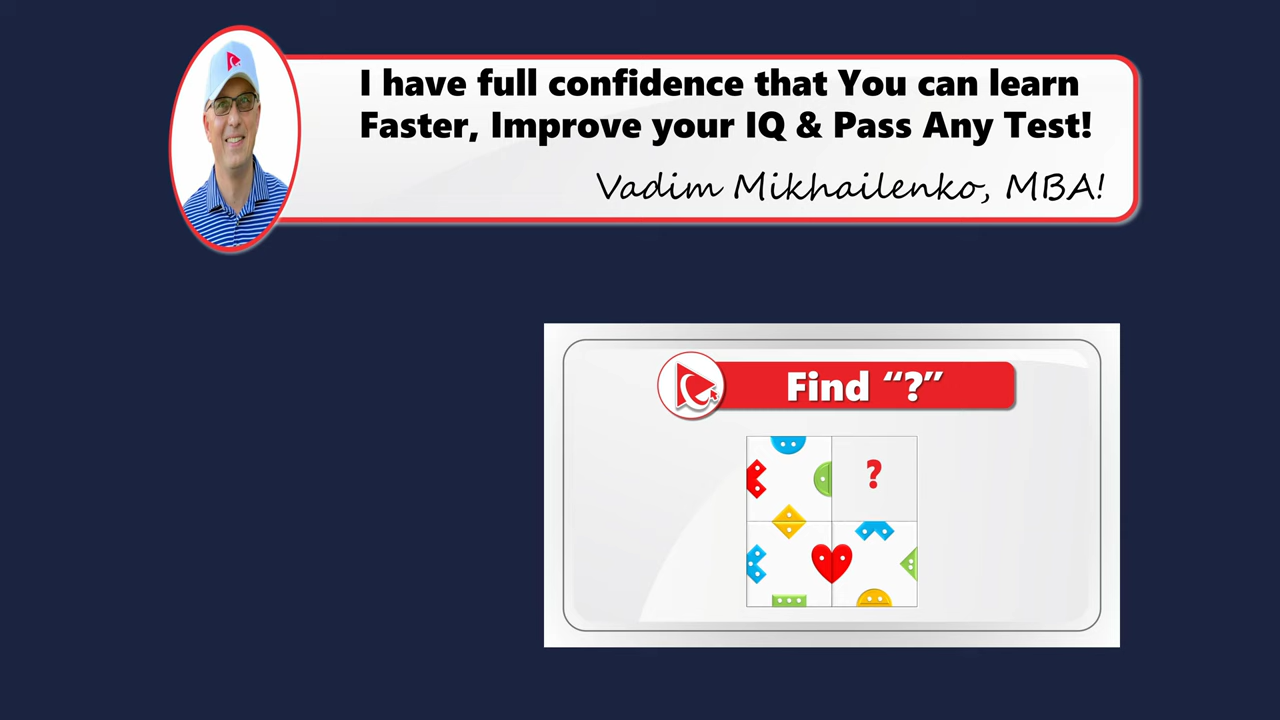 I have full confidence that You can learn
Faster, Improve your IQ & Pass Any Test!
Vadim Mikhailenko, MBA!
Find “?”
?